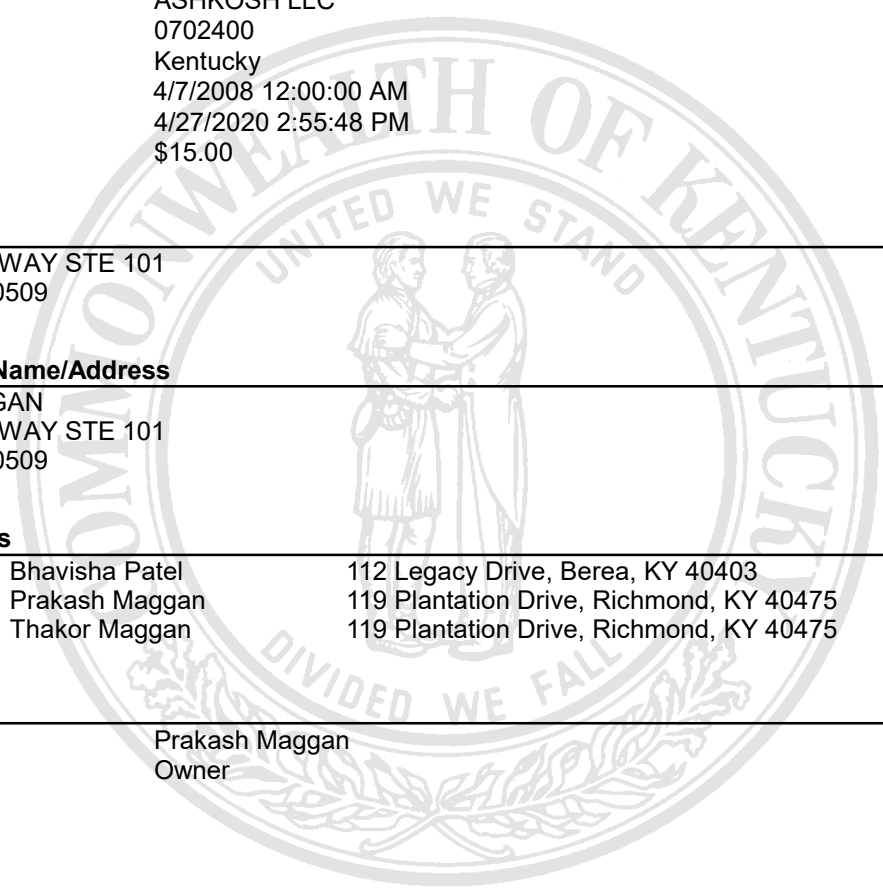 ASHKOSH LLC
0702400
Kentucky
4/7/2008 12:00:00 AM
4/27/2020 2:55:48 PM
$15.00
COMMONWEALTH OF KENTUCKY
UNITED WE STAND
WAY STE 101
0509
Name/Address
GAN
WAY STE 101
0509
s
Bhavisha Patel 112 Legacy Drive, Berea, KY 40403
Prakash Maggan 119 Plantation Drive, Richmond, KY 40475
Thakor Maggan 119 Plantation Drive, Richmond, KY 40475
DIVIDED WE FALL
Prakash Maggan
Owner